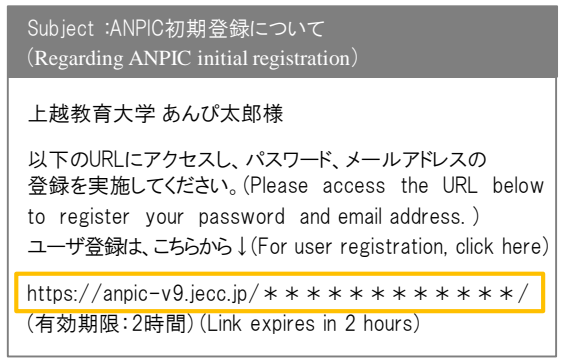 Subject :ANPIC初期登録について
(Regarding ANPIC initial registration)
上越教育大学 あんぴ太郎様
以下のURLにアクセスし、パスワード、メールアドレスの
登録を実施してください。(Please access the URL below
to register your password and email address. )
ユーザ登録は、こちらから↓(For user registration, click here)
https://anpic-v9.jecc.jp/＊＊＊＊＊＊＊＊＊＊＊＊/
(有効期限:2時間)(Link expires in 2 hours)